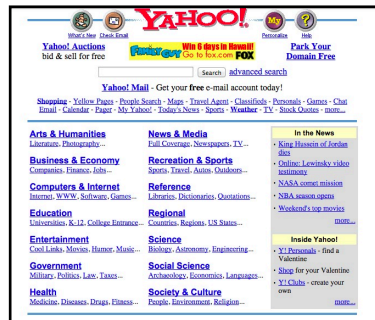 YAHOO!
What's New Check Email Personalize Help
Yahoo! Auctions
bid & sell for free
FAMILY GUY Win 6 days in Hawaii! Go to fox.com FOX
Park Your
Domain Free
Search advanced search
Yahoo! Mail - Get your free e-mail account today!
Shopping - Yellow Pages - People Search - Maps - Travel Agent - Classifieds - Personals - Games - Chat
Email - Calendar - Pager - My Yahoo! - Today's News - Sports - Weather - TV - Stock Quotes - more...
Arts & Humanities
Literature, Photography...
Business & Economy
Companies, Finance, Jobs...
Computers & Internet
Internet, WWW, Software, Games...
Education
Universities, K-12, College Entrance...
Entertainment
Cool Links, Movies, Humor, Music...
Government
Military, Politics, Law, Taxes...
Health
Medicine, Diseases, Drugs, Fitness...
News & Media
Full Coverage, Newspapers, TV...
Recreation & Sports
Sports, Travel, Autos, Outdoors...
Reference
Libraries, Dictionaries, Quotations...
Regional
Countries, Regions, US States...
Science
Biology, Astronomy, Engineering...
Social Science
Archaeology, Economics, Languages...
Society & Culture
People, Environment, Religion...
In the News
· King Hussein of Jordan
dies
· Online: Lewinsky video
testimony
· NASA comet mission
· NBA season opens
· Weekend's top movies
more...
Inside Yahoo!
· Y! Personals - find a
Valentine
· Shop for your Valentine
· Y! Clubs - create your
own
more...